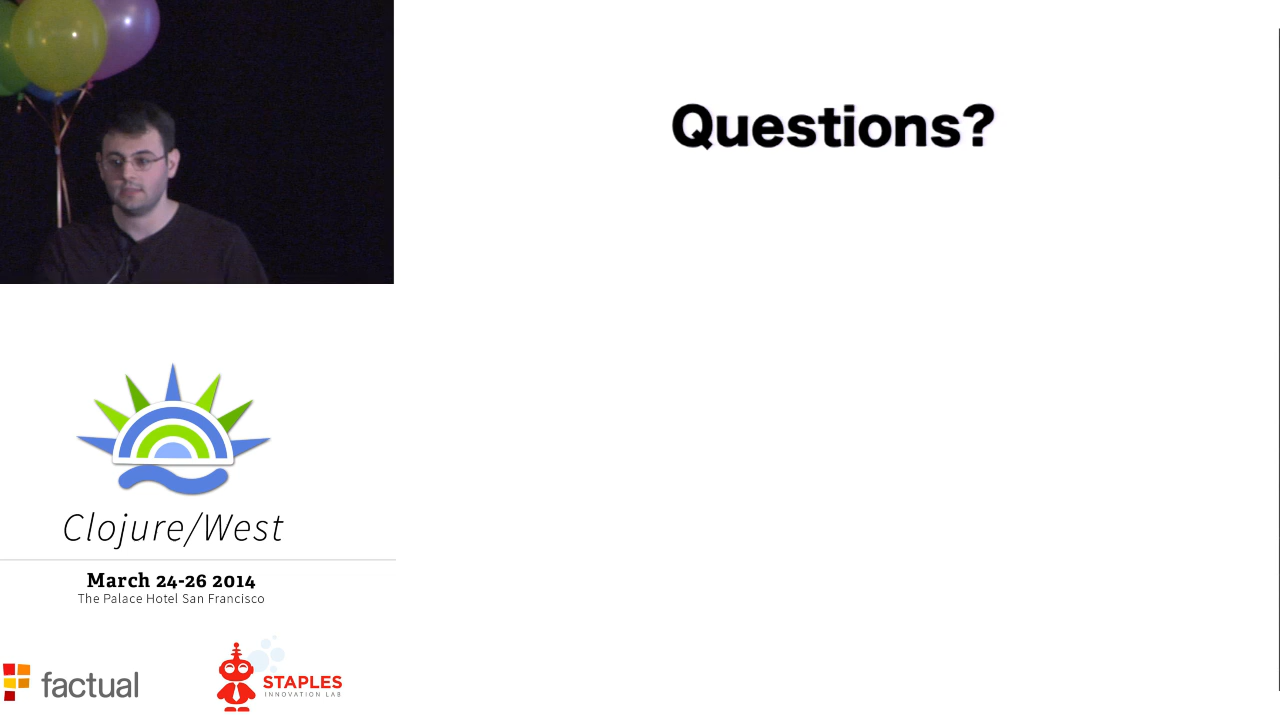 Questions?
Clojure/West
March 24-26 2014
The Palace Hotel San Francisco
factual
STAPLES
INNOVATION LAB